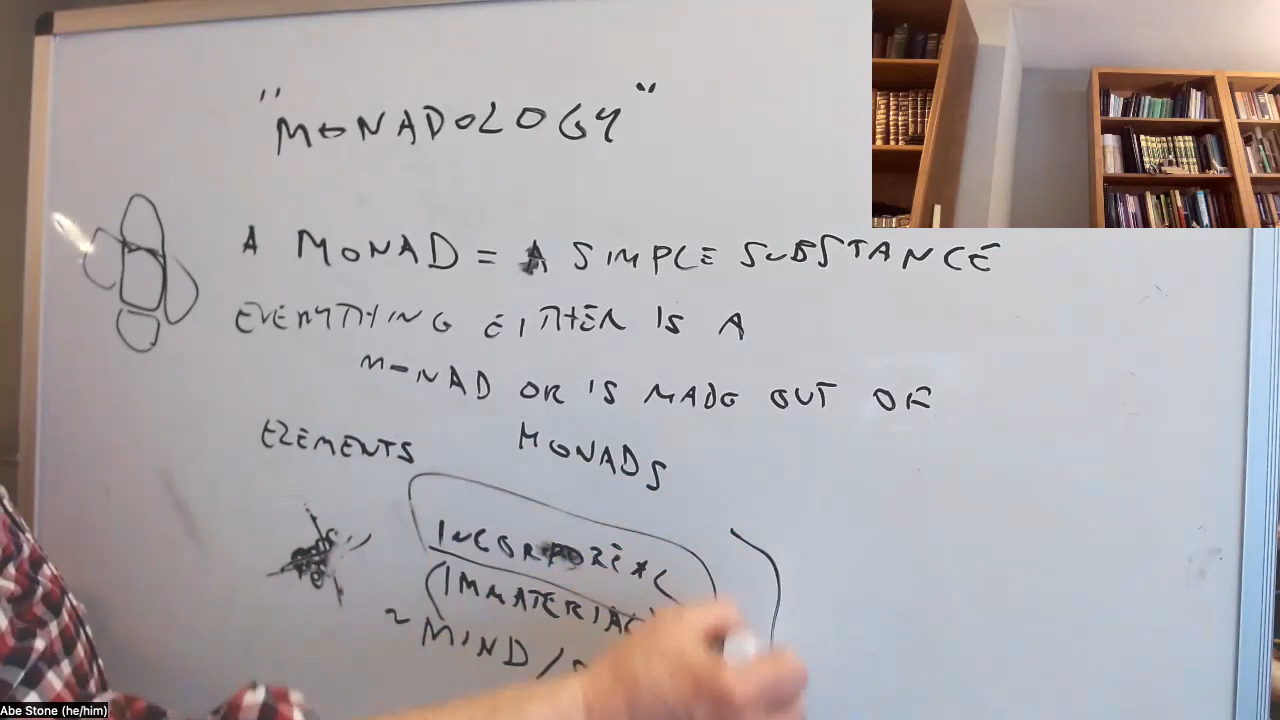 "MONADOLOGY"
A MONAD = A SIMPLE SUBSTANCE
EVERYTHING EITHER IS A
MONAD OR IS MADE OUT OF
MONADS
ELEMENTS
INCORPOREAL
(IMMATERIAL
~ MIND /
Abe Stone (he/him)